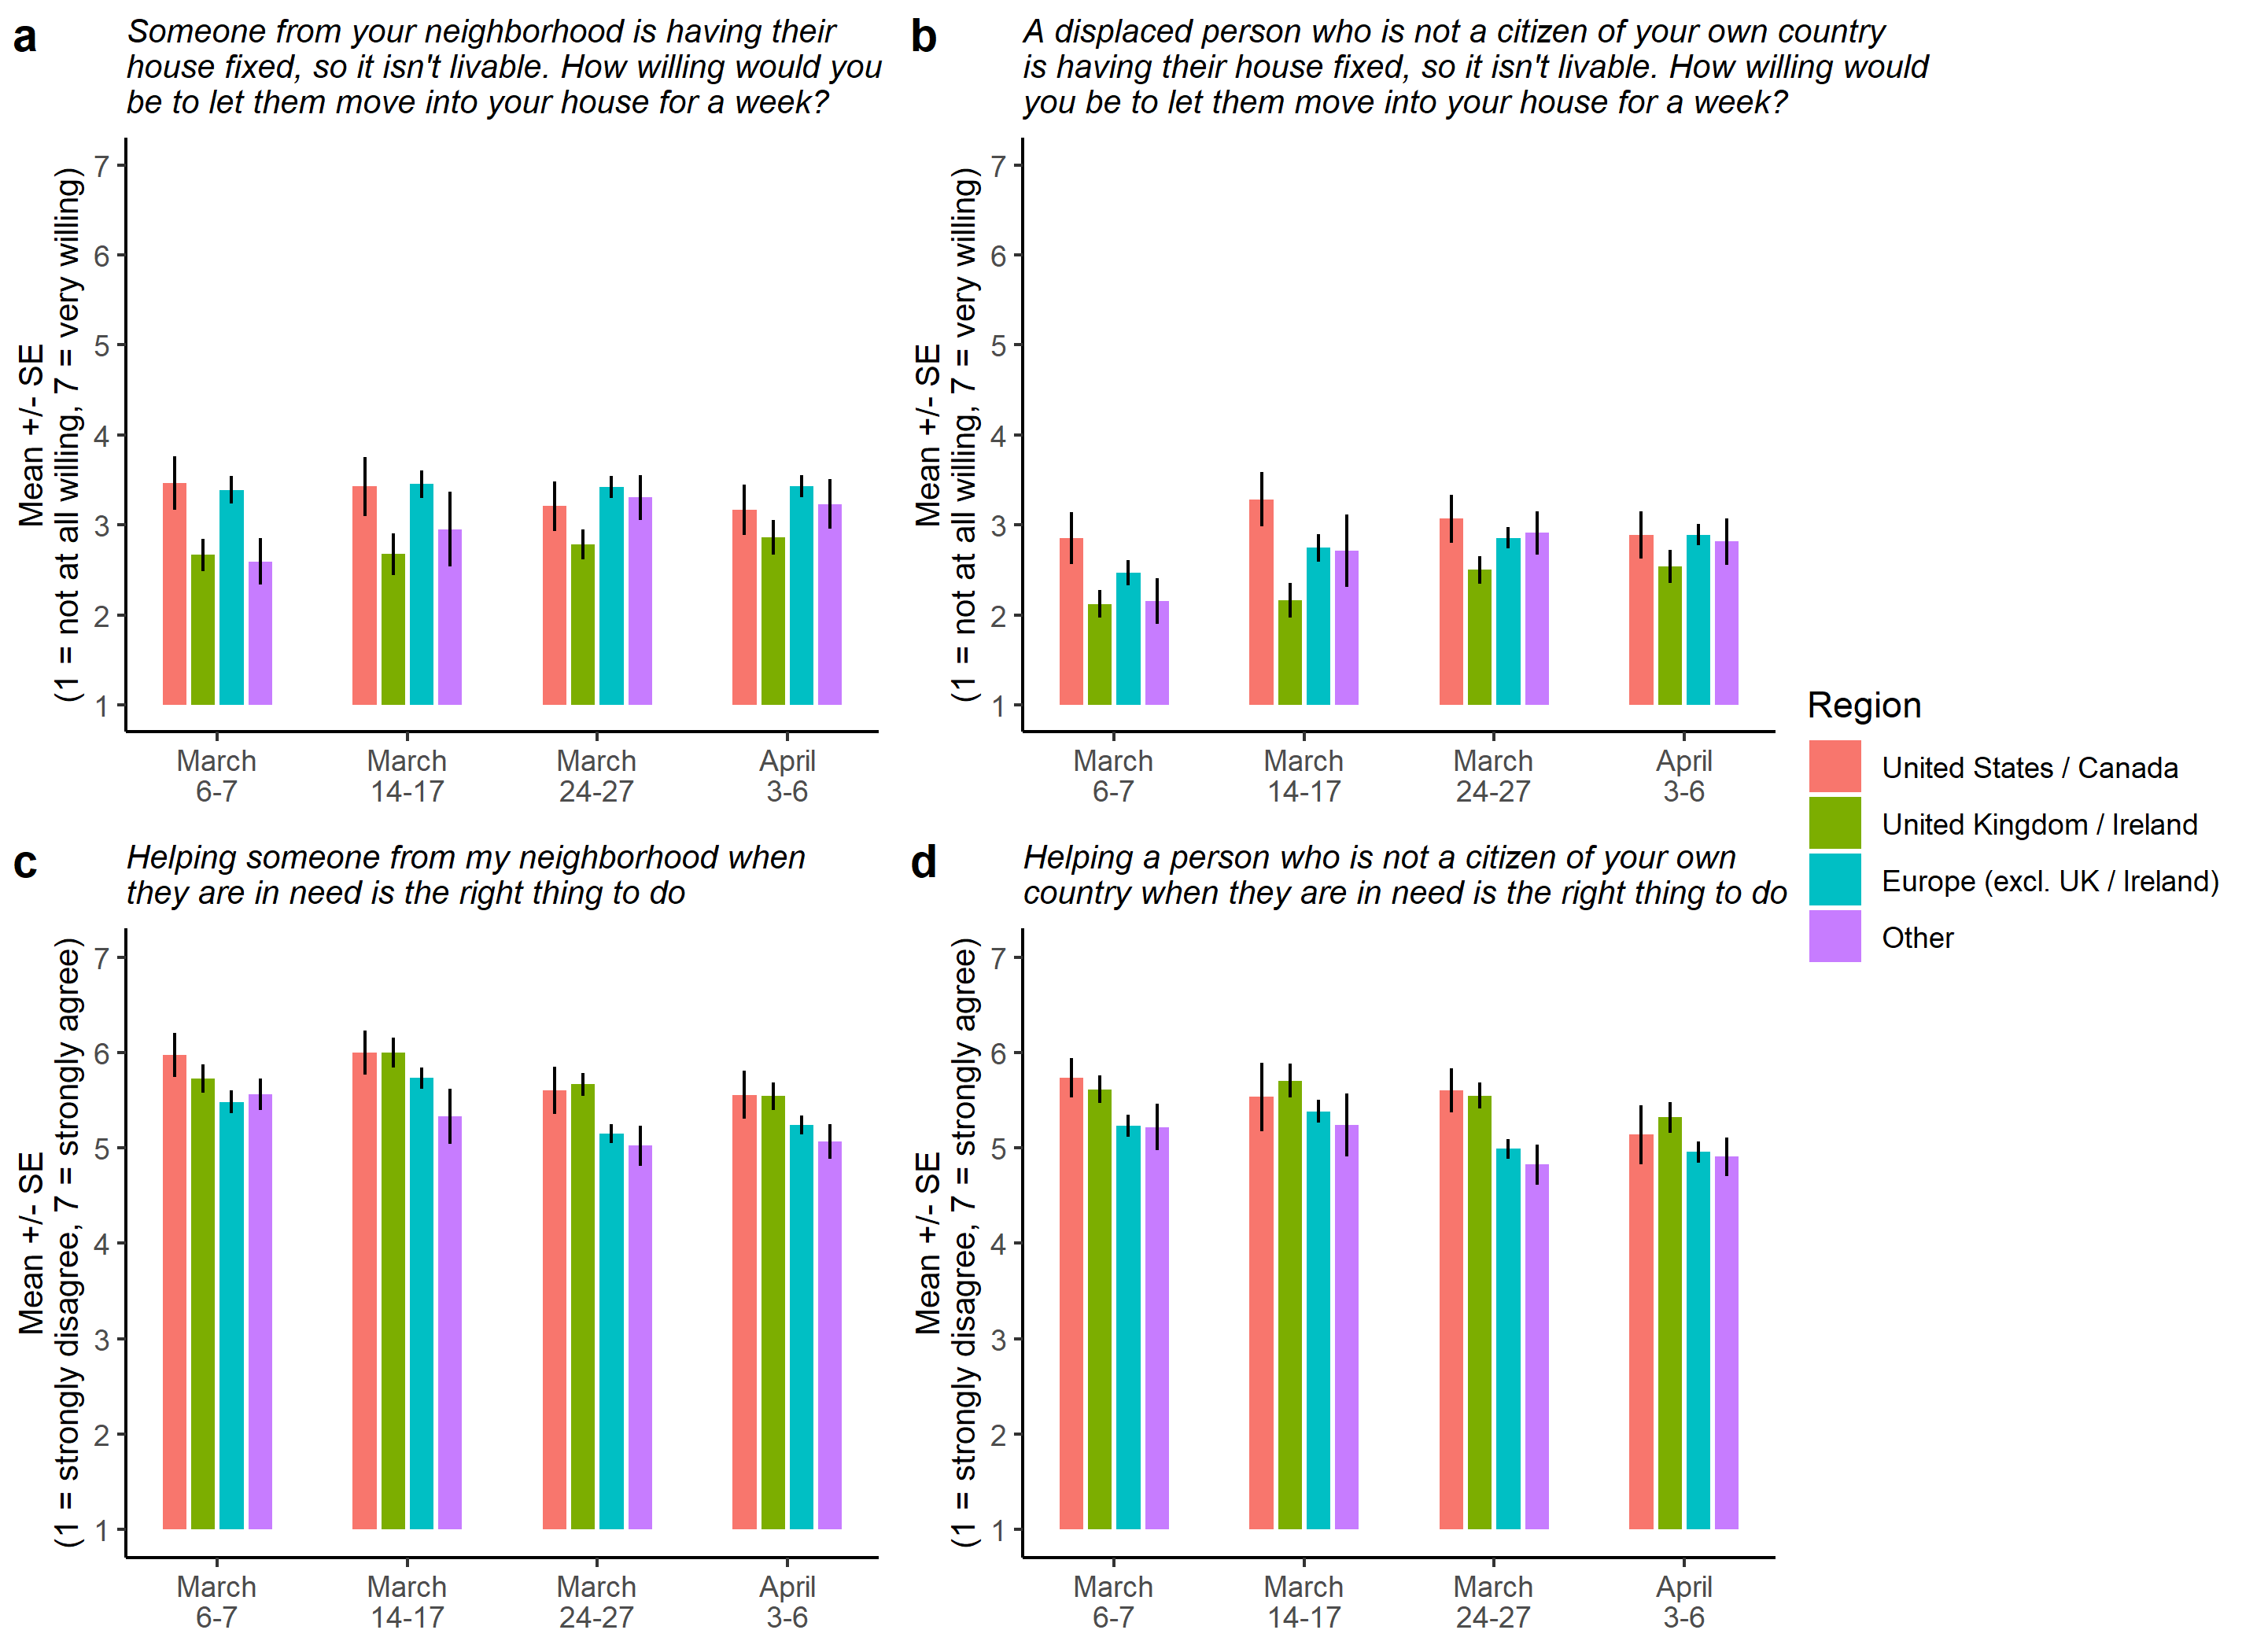 a
Someone from your neighborhood is having their
house fixed, so it isn't livable. How willing would you
be to let them move into your house for a week?
Mean +/- SE
(1 = not at all willing, 7 = very willing)
7
6
5
4
3
2
1
March
6-7
March
14-17
March
24-27
April
3-6
b
A displaced person who is not a citizen of your own country
is having their house fixed, so it isn't livable. How willing would
you be to let them move into your house for a week?
Mean +/- SE
(1 = not at all willing, 7 = very willing)
7
6
5
4
3
2
1
March
6-7
March
14-17
March
24-27
April
3-6
c
Helping someone from my neighborhood when
they are in need is the right thing to do
Mean +/- SE
(1 = strongly disagree, 7 = strongly agree)
7
6
5
4
3
2
1
March
6-7
March
14-17
March
24-27
April
3-6
d
Helping a person who is not a citizen of your own
country when they are in need is the right thing to do
Mean +/- SE
(1 = strongly disagree, 7 = strongly agree)
7
6
5
4
3
2
1
March
6-7
March
14-17
March
24-27
April
3-6
Region
United States / Canada
United Kingdom / Ireland
Europe (excl. UK / Ireland)
Other